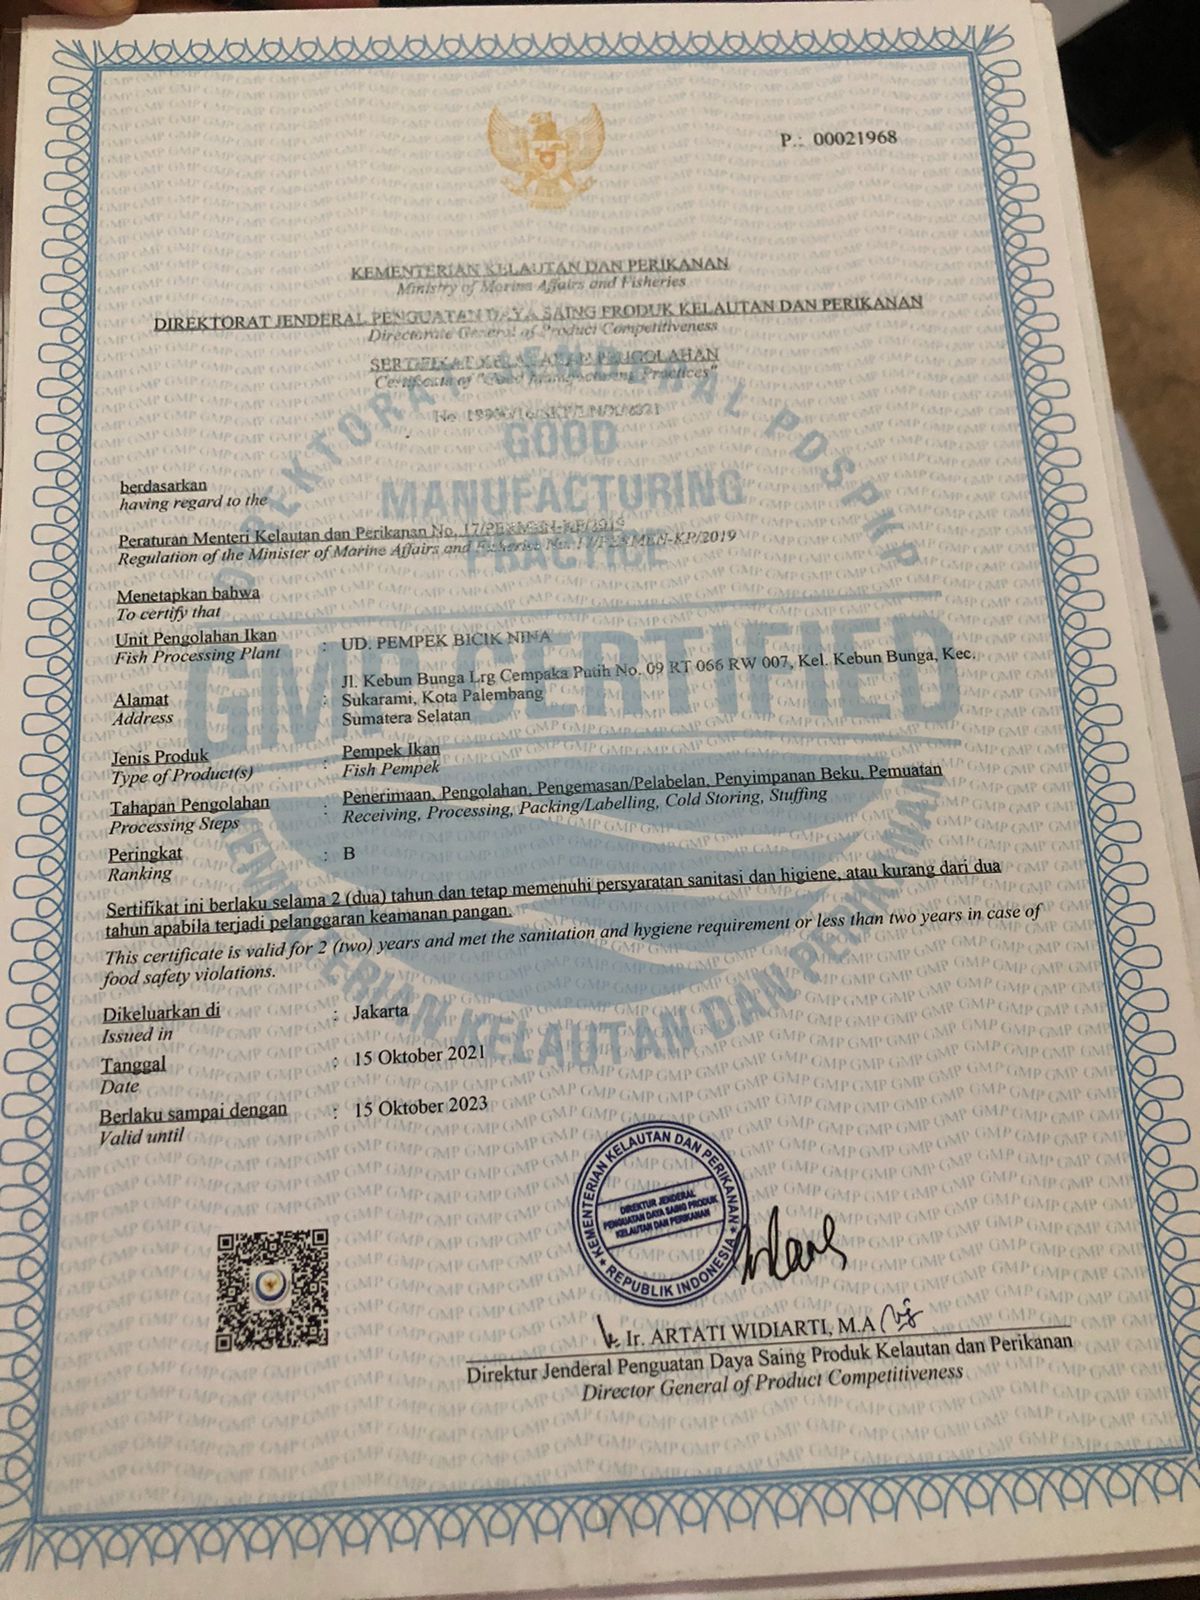 P.: 00021968
KEMENTERIAN KELAUTAN DAN PERIKANAN
Ministry of Marine Affairs and Fisheries
DIREKTORAT JENDERAL PENGUATAN DAYA SAING PRODUK KELAUTAN DAN PERIKANAN
Directorate General of Product Competitiveness
SERTIFIKAT KELAYAKAN PENGOLAHAN
Certificate of "Good Manufacturing Practices"
DIREKTORAT JENDERAL PDSPKP
GOOD
MANUFACTURING
PRACTICE
berdasarkan
having regard to the
Peraturan Menteri Kelautan dan Perikanan No. 17/PERMEN-KP/2019
Regulation of the Minister of Marine Affairs and Fisheries No. 17/PERMEN-KP/2019
Menetapkan bahwa
To certify that
GMP CERTIFIED
Unit Pengolahan Ikan : UD. PEMPEK BICIK NINA
Fish Processing Plant
Jl. Kebun Bunga Lrg Cempaka Putih No. 09 RT 066 RW 007, Kel. Kebun Bunga, Kec.
Alamat : Sukarami, Kota Palembang
Address Sumatera Selatan
Jenis Produk : Pempek Ikan
Type of Product(s) Fish Pempek
Tahapan Pengolahan : Penerimaan, Pengolahan, Pengemasan/Pelabelan, Penyimpanan Beku, Pemuatan
Processing Steps Receiving, Processing, Packing/Labelling, Cold Storing, Stuffing
Peringkat : B
Ranking
Sertifikat ini berlaku selama 2 (dua) tahun dan tetap memenuhi persyaratan sanitasi dan higiene, atau kurang dari dua
tahun apabila terjadi pelanggaran keamanan pangan.
This certificate is valid for 2 (two) years and met the sanitation and hygiene requirement or less than two years in case of
food safety violations.
KEMENTERIAN KELAUTAN DAN PERIKANAN
Dikeluarkan di : Jakarta
Issued in
Tanggal : 15 Oktober 2021
Date
Berlaku sampai dengan : 15 Oktober 2023
Valid until
KEMENTERIAN KELAUTAN DAN PERIKANAN
DIREKTUR JENDERAL
PENGUATAN DAYA SAING PRODUK
KELAUTAN DAN PERIKANAN
REPUBLIK INDONESIA
Ir. ARTATI WIDIARTI, M.A
Direktur Jenderal Penguatan Daya Saing Produk Kelautan dan Perikanan
Director General of Product Competitiveness